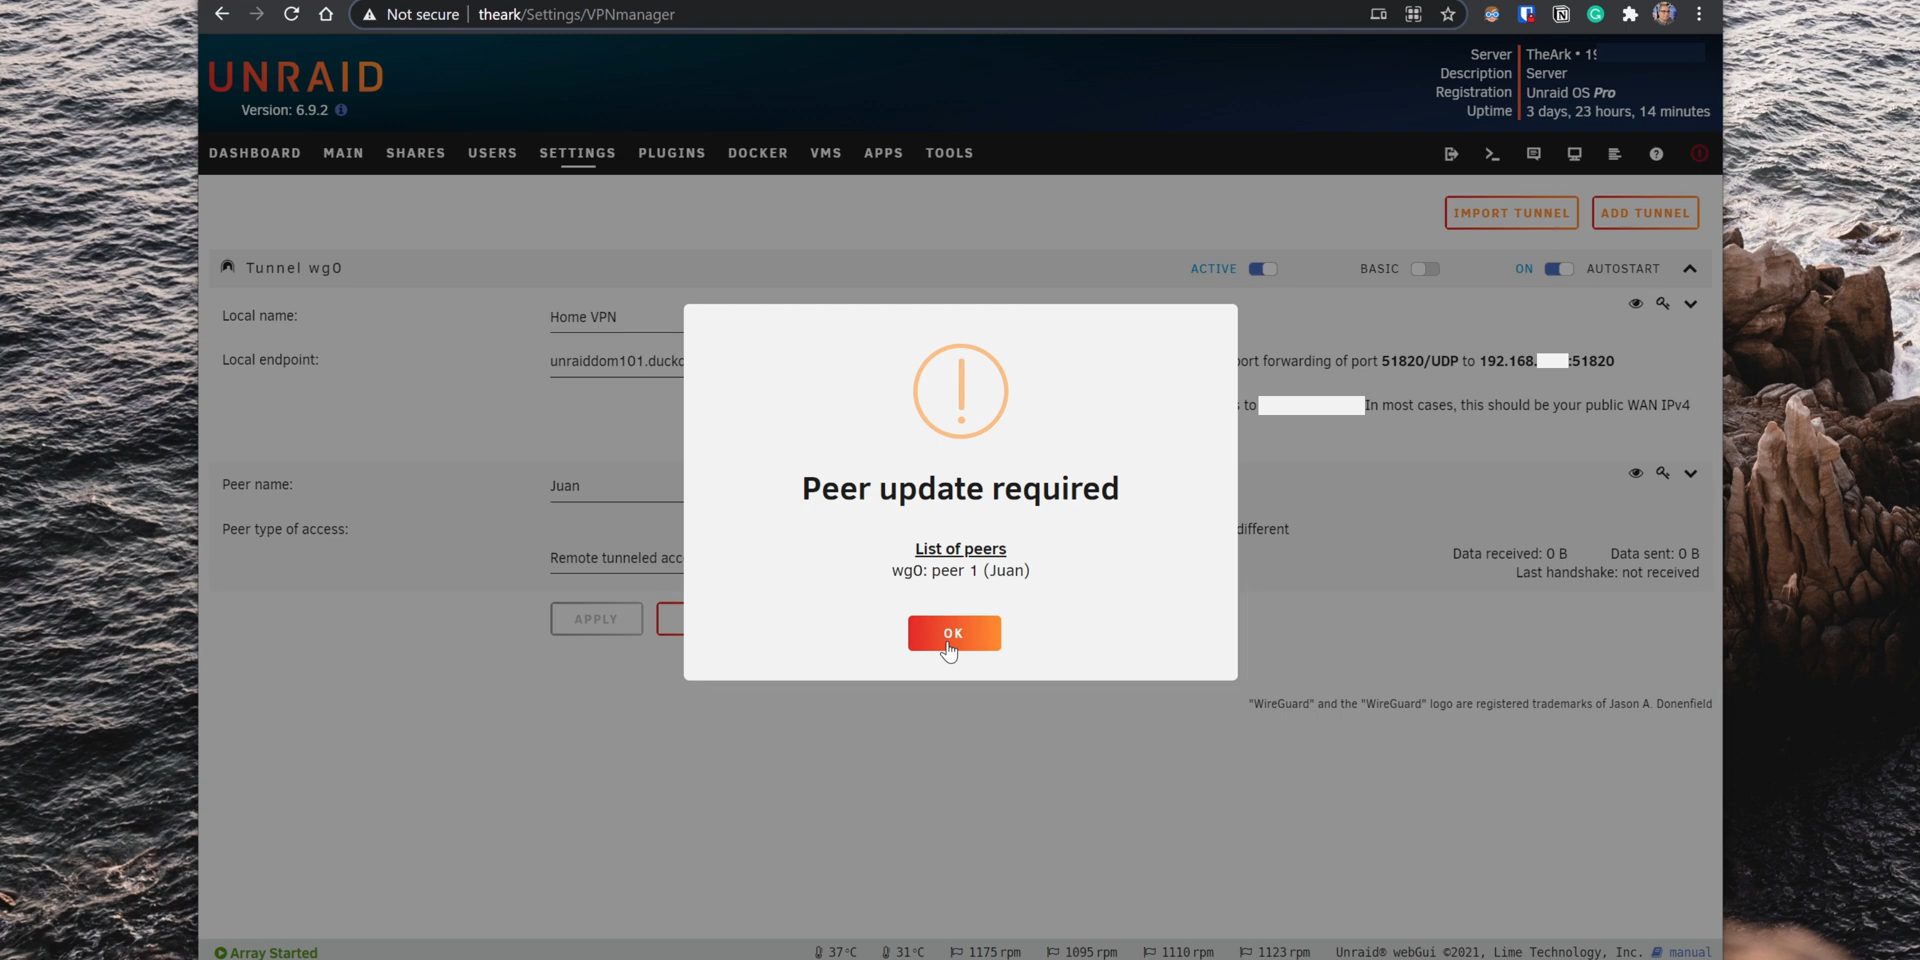 Not secure | theark/Settings/VPNmanager
UNRAID
Version: 6.9.2
Server TheArk • 19
Description Server
Registration Unraid OS Pro
Uptime 3 days, 23 hours, 14 minutes
DASHBOARD MAIN SHARES USERS SETTINGS PLUGINS DOCKER VMS APPS TOOLS
IMPORT TUNNEL ADD TUNNEL
Tunnel wg0 ACTIVE BASIC ON AUTOSTART
Local name: Home VPN
Local endpoint: unraiddom101.duckd ort forwarding of port 51820/UDP to 192.168. :51820
s to In most cases, this should be your public WAN IPv4
Peer update required
Peer name: Juan
Peer type of access: different
List of peers
Remote tunneled acc Data received: 0 B Data sent: 0 B
wg0: peer 1 (Juan) Last handshake: not received
APPLY
OK
"WireGuard" and the "WireGuard" logo are registered trademarks of Jason A. Donenfield
Array Started 37°C 31°C 1175 rpm 1095 rpm 1110 rpm 1123 rpm Unraid® webGui ©2021, Lime Technology, Inc. manual